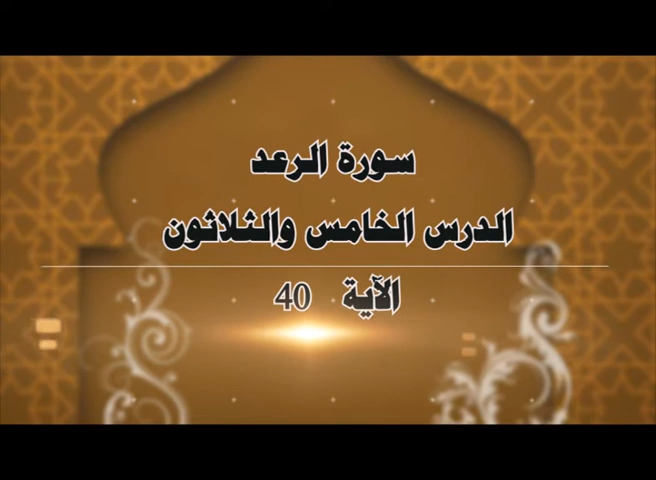 سورة الرعد
الدرس الخامس والثلاثون
الآية 40